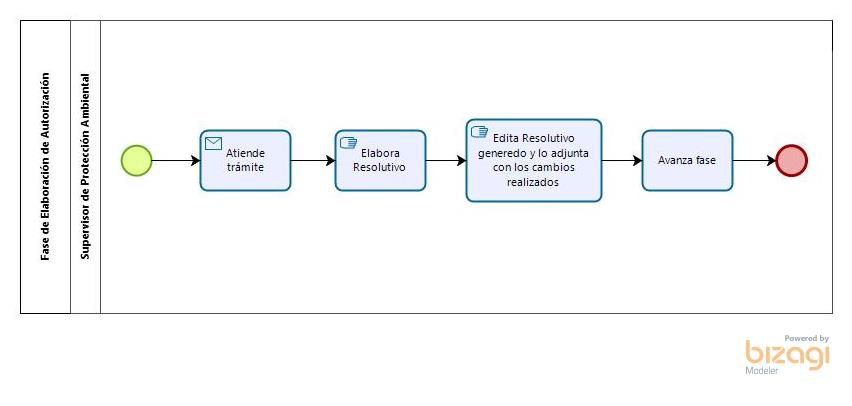 Fase de Elaboración de Autorización
Supervisor de Protección Ambiental
Atiende
trámite
Elabora
Resolutivo
Edita Resolutivo
generedo y lo adjunta
con los cambios
realizados
Avanza fase
Powered by
bizagi
Modeler